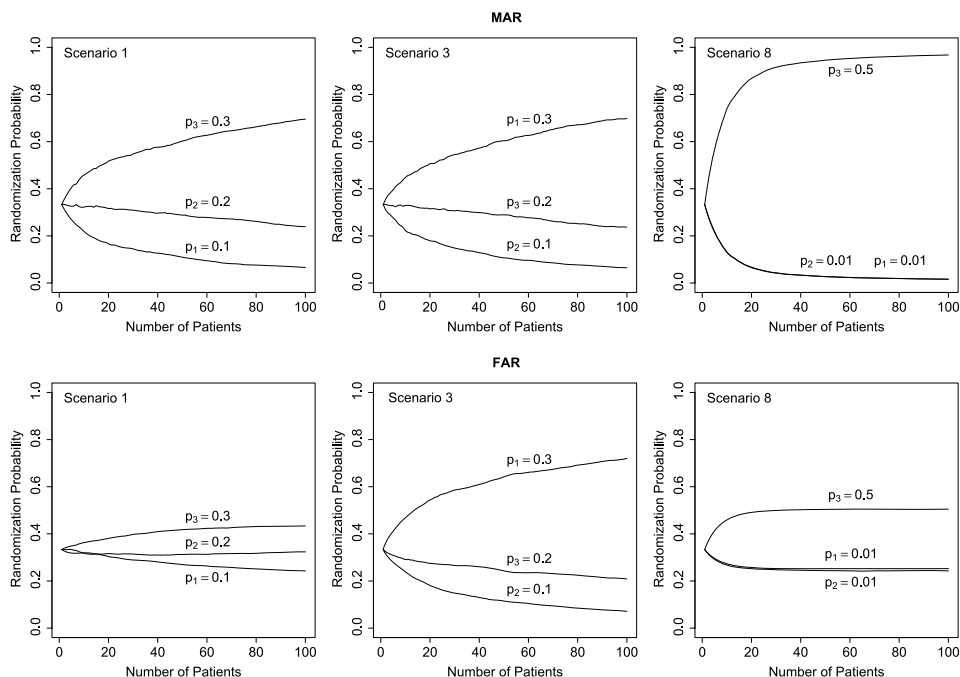 MAR
Scenario 1
Scenario 3
Scenario 8
Randomization Probability
0.0 0.2 0.4 0.6 0.8 1.0
p3 = 0.3
p2 = 0.2
p1 = 0.1
0 20 40 60 80 100
Number of Patients
Randomization Probability
0.0 0.2 0.4 0.6 0.8 1.0
p1 = 0.3
p3 = 0.2
p2 = 0.1
0 20 40 60 80 100
Number of Patients
Randomization Probability
0.0 0.2 0.4 0.6 0.8 1.0
p3 = 0.5
p2 = 0.01 p1 = 0.01
0 20 40 60 80 100
Number of Patients
FAR
Scenario 1
Scenario 3
Scenario 8
Randomization Probability
0.0 0.2 0.4 0.6 0.8 1.0
p3 = 0.3
p2 = 0.2
p1 = 0.1
0 20 40 60 80 100
Number of Patients
Randomization Probability
0.0 0.2 0.4 0.6 0.8 1.0
p1 = 0.3
p3 = 0.2
p2 = 0.1
0 20 40 60 80 100
Number of Patients
Randomization Probability
0.0 0.2 0.4 0.6 0.8 1.0
p3 = 0.5
p1 = 0.01
p2 = 0.01
0 20 40 60 80 100
Number of Patients